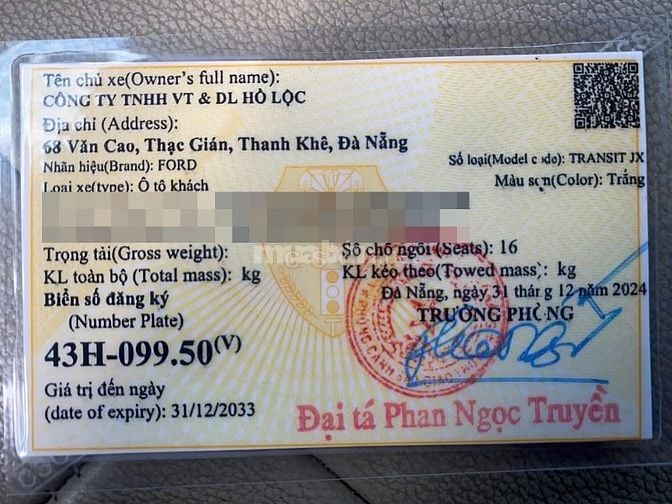 Tên chủ xe(Owner's full name):
CÔNG TY TNHH VT & DL HÒ LỘC
Địa chỉ (Address):
68 Văn Cao, Thạc Gián, Thanh Khê, Đà Nẵng
Nhãn hiệu(Brand): FORD
Số loại(Model code): TRANSIT JX
Loại xe(type): Ô tô khách
Màu sơn(Color): Trắng
Trọng tải(Gross weight):
Số chỗ ngồi(Seats): 16
KL toàn bộ (Total mass): kg
KL kéo theo(Towed mass): kg
Biển số đăng ký
Đà Nẵng, ngày 31 tháng 12 năm 2024
(Number Plate)
TRƯỞNG PHÒNG
43H-099.50(V)
Giá trị đến ngày
(date of expiry): 31/12/2033
Đại tá Phan Ngọc Truyền